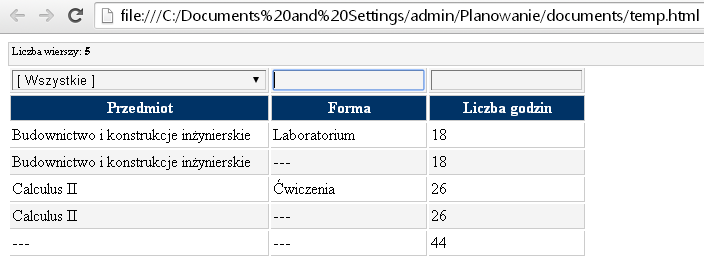 file:///C:/Documents%20and%20Settings/admin/Planowanie/documents/temp.html
Liczba wierszy: 5
[ Wszystkie ]
Przedmiot Forma Liczba godzin
Budownictwo i konstrukcje inżynierskie Laboratorium 18
Budownictwo i konstrukcje inżynierskie --- 18
Calculus II Ćwiczenia 26
Calculus II --- 26
--- --- 44